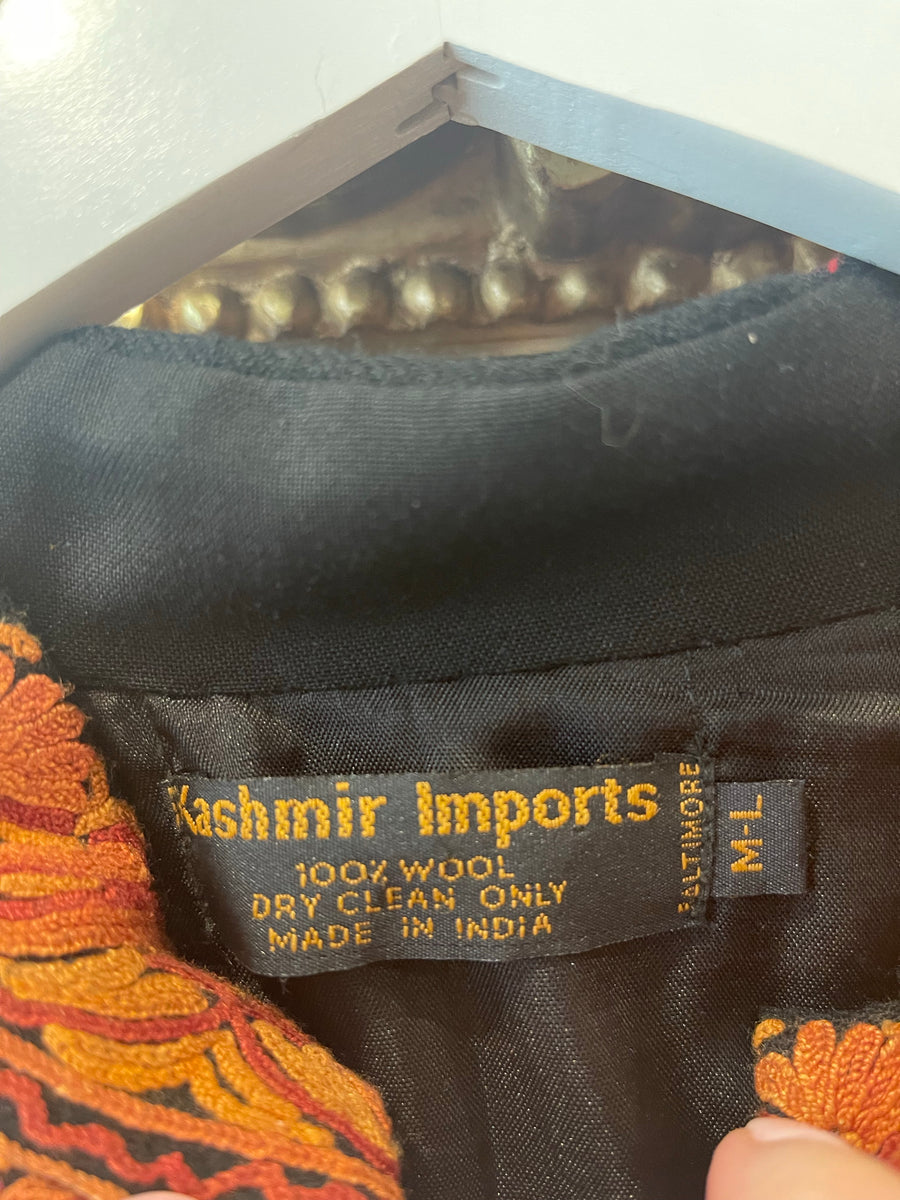 Kashmir Imports
100% WOOL
DRY CLEAN ONLY
MADE IN INDIA
BALTIMORE
M-L